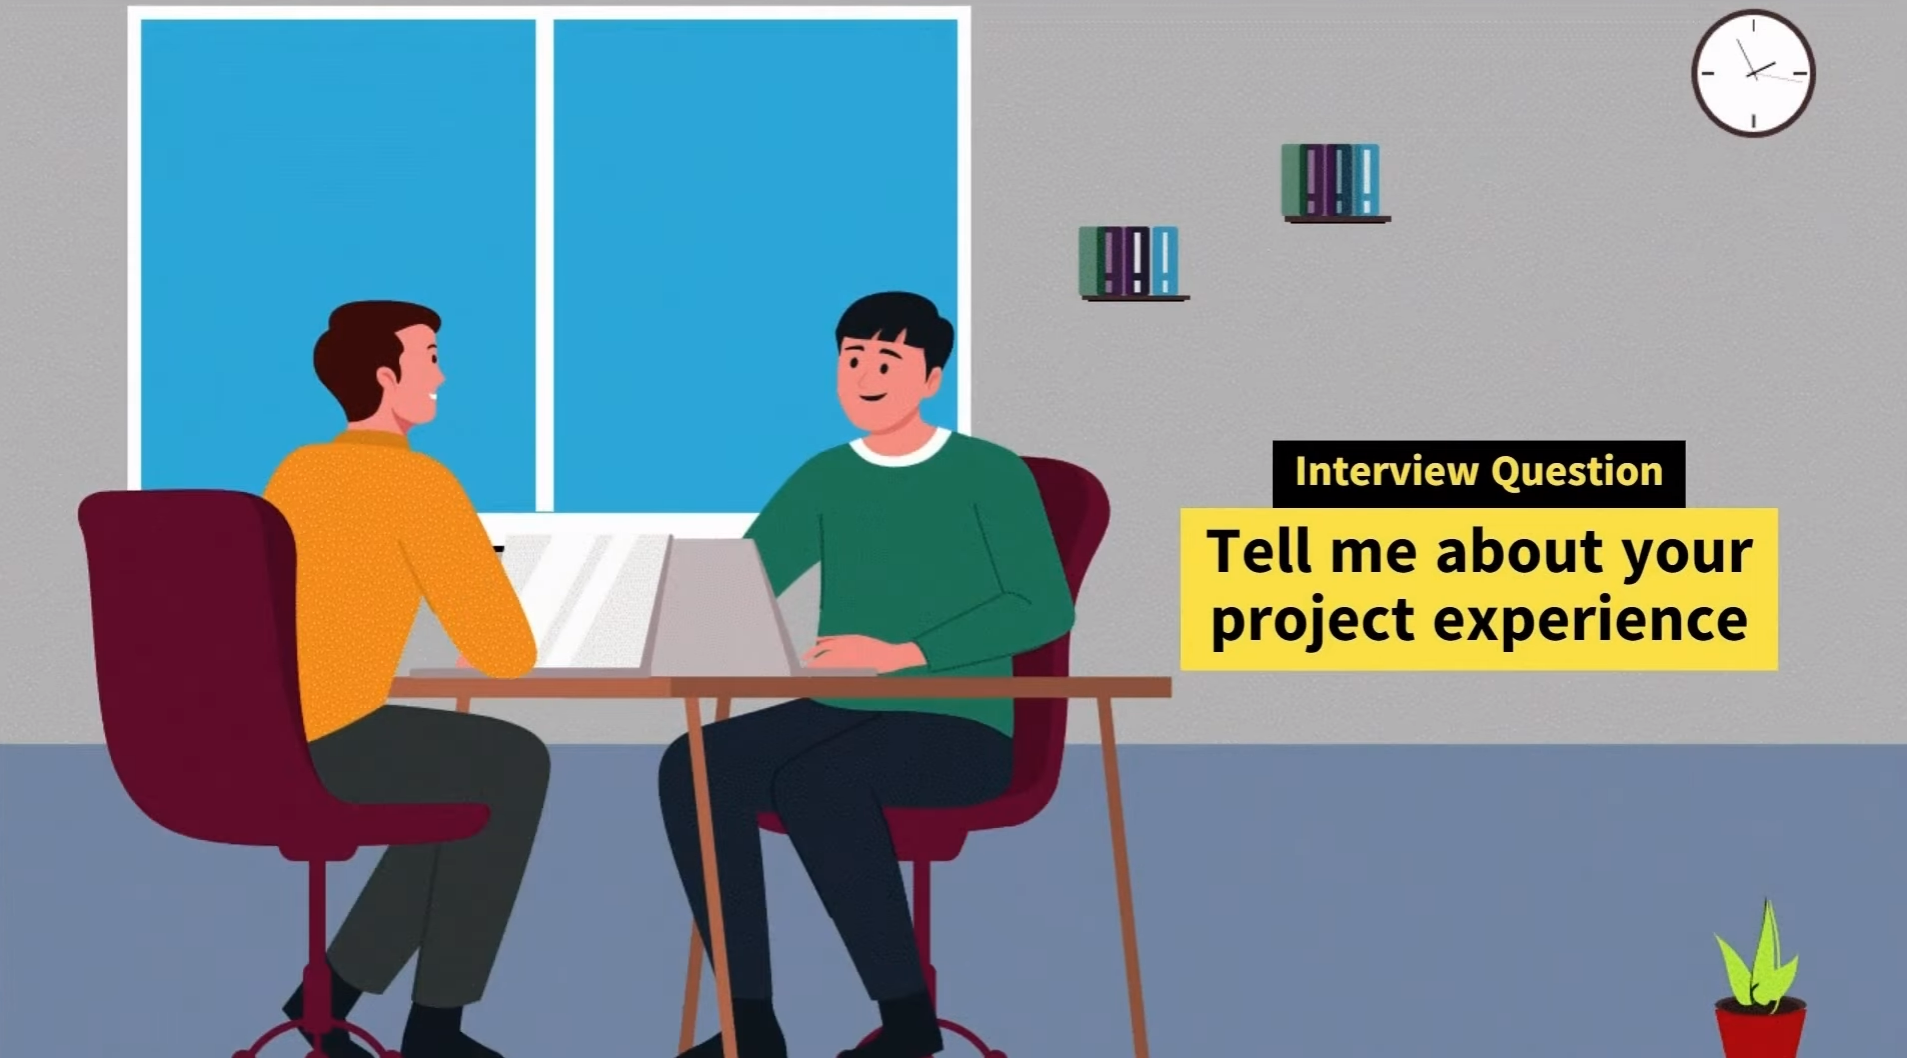 Interview Question
Tell me about your
project experience